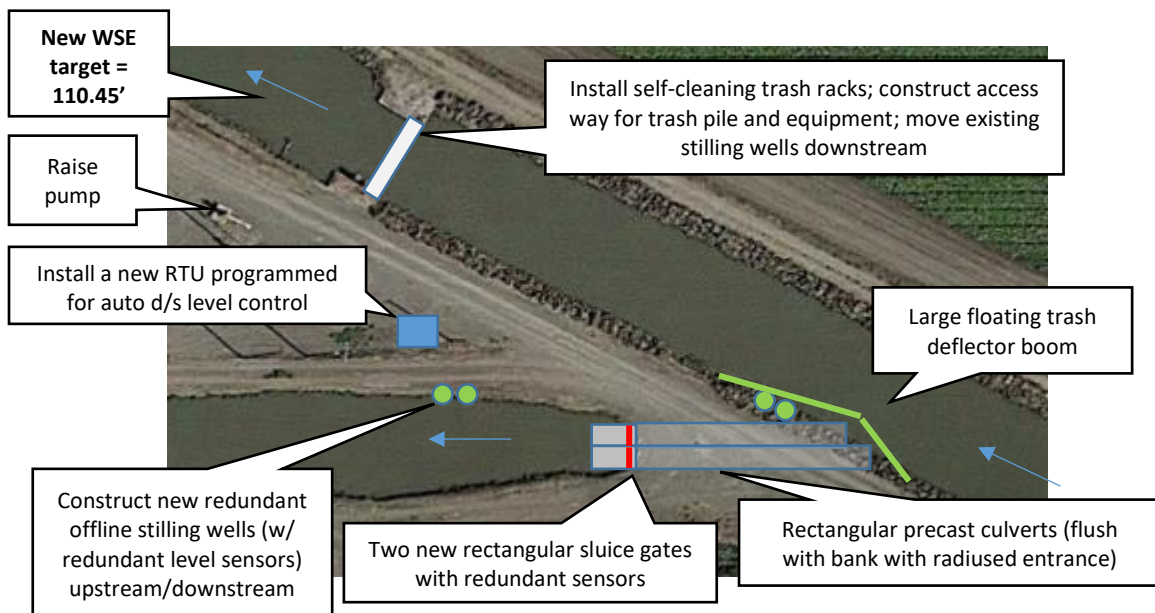 New WSE
target =
110.45’
Install self-cleaning trash racks; construct access
way for trash pile and equipment; move existing
stilling wells downstream
Raise
pump
Install a new RTU programmed
for auto d/s level control
Large floating trash
deflector boom
Construct new redundant
offline stilling wells (w/
redundant level sensors)
upstream/downstream
Two new rectangular sluice gates
with redundant sensors
Rectangular precast culverts (flush
with bank with radiused entrance)